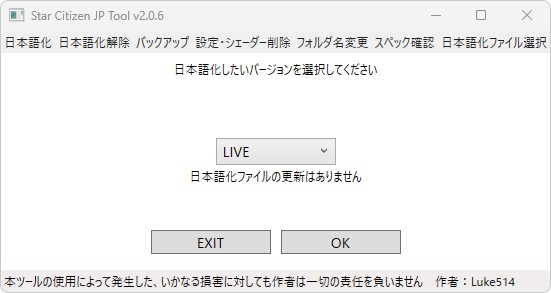 Star Citizen JP Tool v2.0.6
日本語化 日本語化解除 バックアップ 設定・シェーダー削除 フォルダ名変更 スペック確認 日本語化ファイル選択
日本語化したいバージョンを選択してください
LIVE
日本語化ファイルの更新はありません
EXIT OK
本ツールの使用によって発生した、いかなる損害に対しても作者は一切の責任を負いません 作者：Luke514